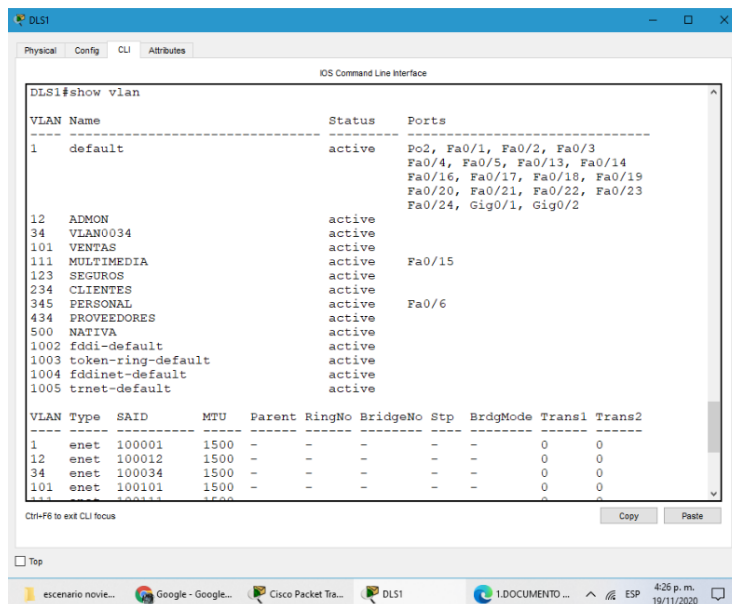 DLS1
Physical Config CLI Attributes
IOS Command Line Interface
DLS1#show vlan
VLAN Name Status Ports
---- -------------------------------- --------- -------------------------------
1 default active Po2, Fa0/1, Fa0/2, Fa0/3
Fa0/4, Fa0/5, Fa0/13, Fa0/14
Fa0/16, Fa0/17, Fa0/18, Fa0/19
Fa0/20, Fa0/21, Fa0/22, Fa0/23
Fa0/24, Gig0/1, Gig0/2
12 ADMON active
34 VLAN0034 active
101 VENTAS active
111 MULTIMEDIA active Fa0/15
123 SEGUROS active
234 CLIENTES active
345 PERSONAL active Fa0/6
434 PROVEEDORES active
500 NATIVA active
1002 fddi-default active
1003 token-ring-default active
1004 fddinet-default active
1005 trnet-default active
VLAN Type SAID MTU Parent RingNo BridgeNo Stp BrdgMode Trans1 Trans2
---- ----- ---------- ----- ------ ------ -------- ---- -------- ------ ------
1 enet 100001 1500 - - - - - 0 0
12 enet 100012 1500 - - - - - 0 0
34 enet 100034 1500 - - - - - 0 0
101 enet 100101 1500 - - - - - 0 0
Ctrl+F6 to exit CLI focus
Copy Paste
Top
escenario novie... Google - Google... Cisco Packet Tra... DLS1 1.DOCUMENTO ... ESP 4:26 p. m.
19/11/2020